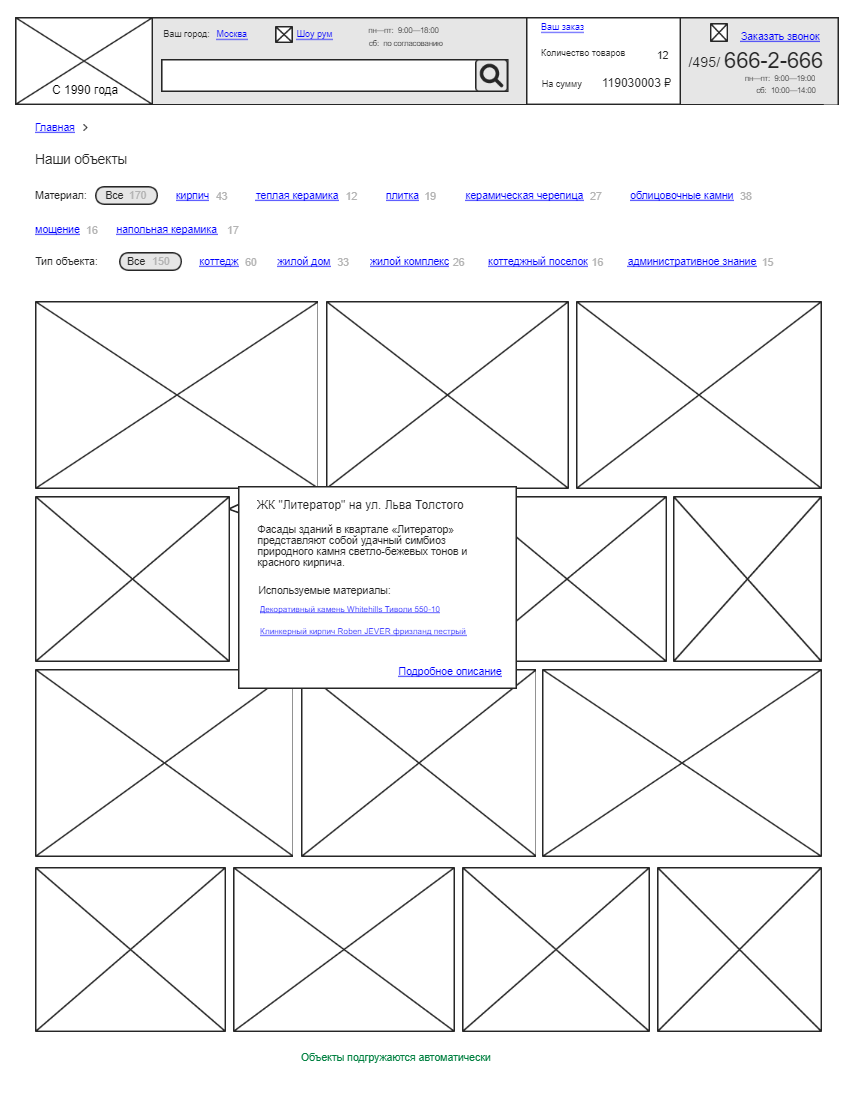 С 1990 года
Ваш город: Москва
Шоу рум
пн—пт: 9:00—18:00
сб: по согласованию
Ваш заказ
Количество товаров 12
На сумму 119030003 ₽
Заказать звонок
/495/ 666-2-666
пн—пт: 9:00—19:00
сб: 10:00—14:00
Главная >
Наши объекты
Материал: Все 170 кирпич 43 теплая керамика 12 плитка 19 керамическая черепица 27 облицовочные камни 38
мощение 16 напольная керамика 17
Тип объекта: Все 150 коттедж 60 жилой дом 33 жилой комплекс 26 коттеджный поселок 16 административное знание 15
ЖК "Литератор" на ул. Льва Толстого
Фасады зданий в квартале «Литератор»
представляют собой удачный симбиоз
природного камня светло-бежевых тонов и
красного кирпича.
Используемые материалы:
Декоративный камень Whitehills Тиволи 550-10
Клинкерный кирпич Roben JEVER фризланд пестрый
Подробное описание
Объекты подгружаются автоматически